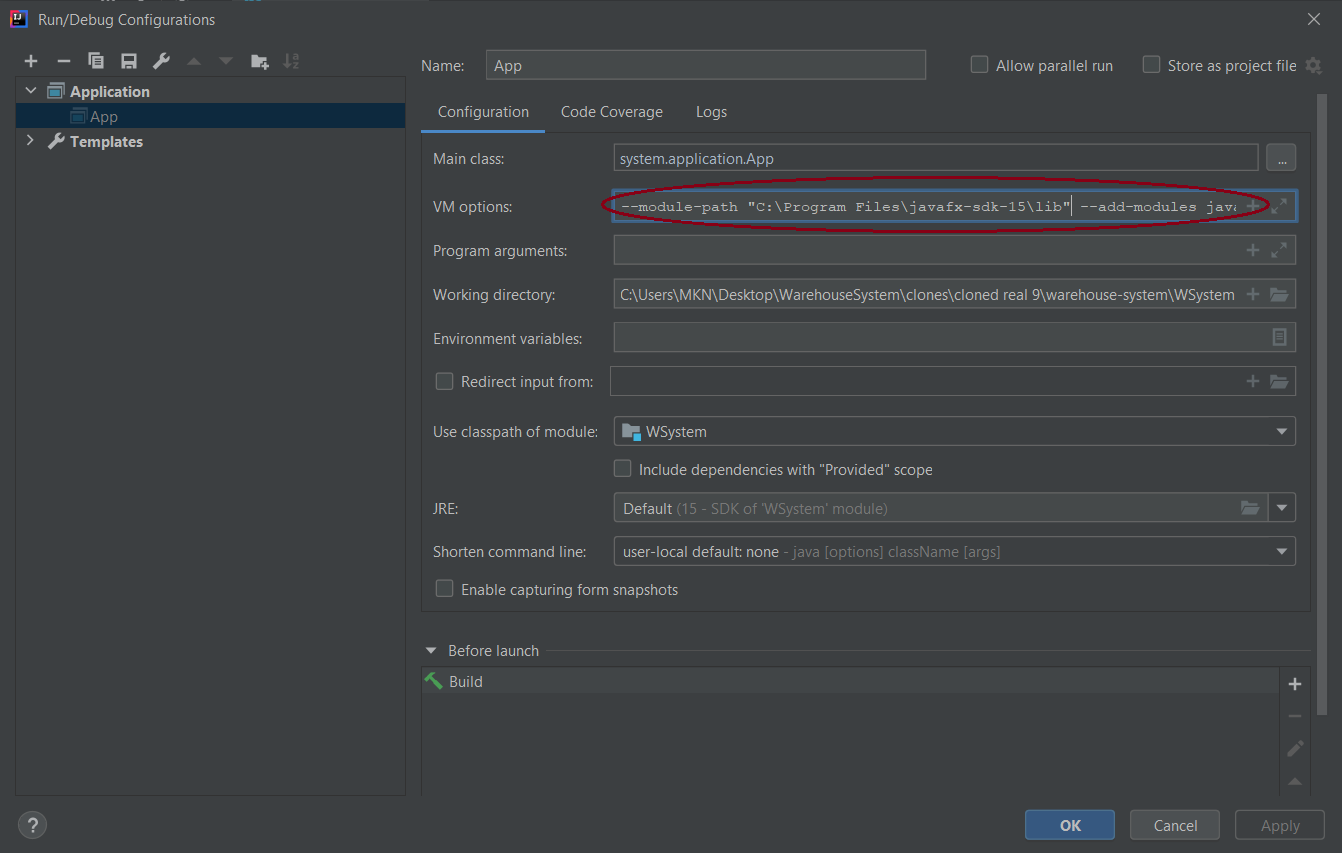 Run/Debug Configurations
Name: App Allow parallel run Store as project file
Application
App
Templates
Configuration Code Coverage Logs
Main class: system.application.App ...
VM options: --module-path "C:\Program Files\javafx-sdk-15\lib" --add-modules java
Program arguments:
Working directory: C:\Users\MKN\Desktop\WarehouseSystem\clones\cloned real 9\warehouse-system\WSystem
Environment variables:
Redirect input from:
Use classpath of module: WSystem
Include dependencies with "Provided" scope
JRE: Default (15 - SDK of 'WSystem' module)
Shorten command line: user-local default: none - java [options] className [args]
Enable capturing form snapshots
Before launch
Build
? OK Cancel Apply